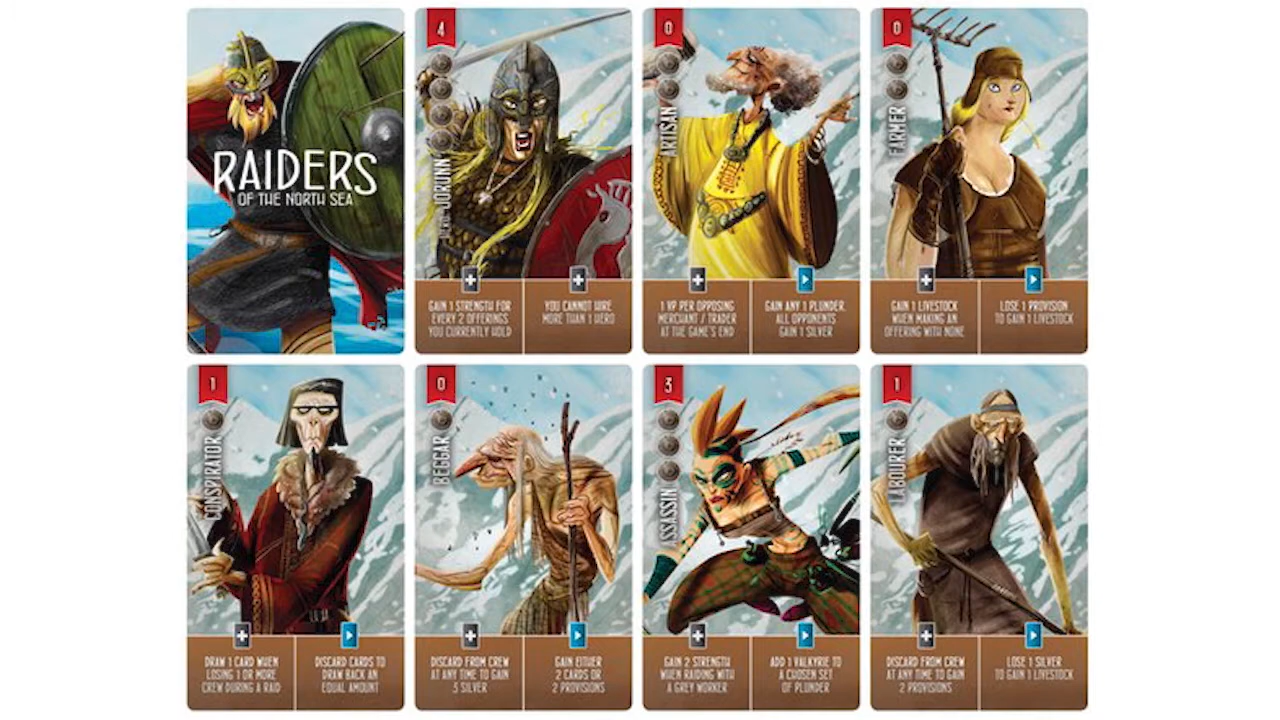 RAIDERS
OF THE NORTH SEA
4
JORUNN
GAIN 1 STRENGTH FOR
EVERY 2 OFFERINGS
YOU CURRENTLY HOLD
YOU CANNOT HIRE
MORE THAN 1 HERO
0
ARTISAN
1 VP PER OPPOSING
MERCHANT / TRADER
AT THE GAME'S END
GAIN ANY 1 PLUNDER.
ALL OPPONENTS
GAIN 1 SILVER
0
FARMER
GAIN 1 LIVESTOCK
WHEN MAKING AN
OFFERING WITH NONE
LOSE 1 PROVISION
TO GAIN 1 LIVESTOCK
1
CONSPIRATOR
DRAW 1 CARD WHEN
LOSING 1 OR MORE
CREW DURING A RAID
DISCARD CARDS TO
DRAW BACK AN
EQUAL AMOUNT
0
BEGGAR
DISCARD FROM CREW
AT ANY TIME TO GAIN
3 SILVER
GAIN EITHER
2 CARDS OR
2 PROVISIONS
3
ASSASSIN
GAIN 2 STRENGTH
WHEN RAIDING WITH
A GREY WORKER
ADD 1 VALKYRIE TO
A CHOSEN SET
OF PLUNDER
1
LABOURER
DISCARD FROM CREW
AT ANY TIME TO GAIN
2 PROVISIONS
LOSE 1 SILVER
TO GAIN 1 LIVESTOCK